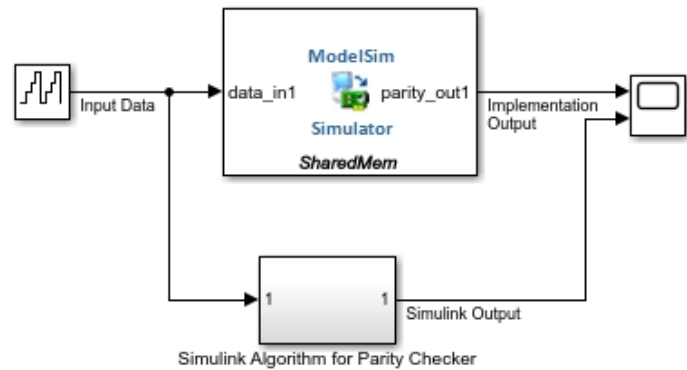 ModelSim
data_in1
parity_out1
Simulator
SharedMem
Input Data
Implementation
Output
1
1
Simulink Output
Simulink Algorithm for Parity Checker